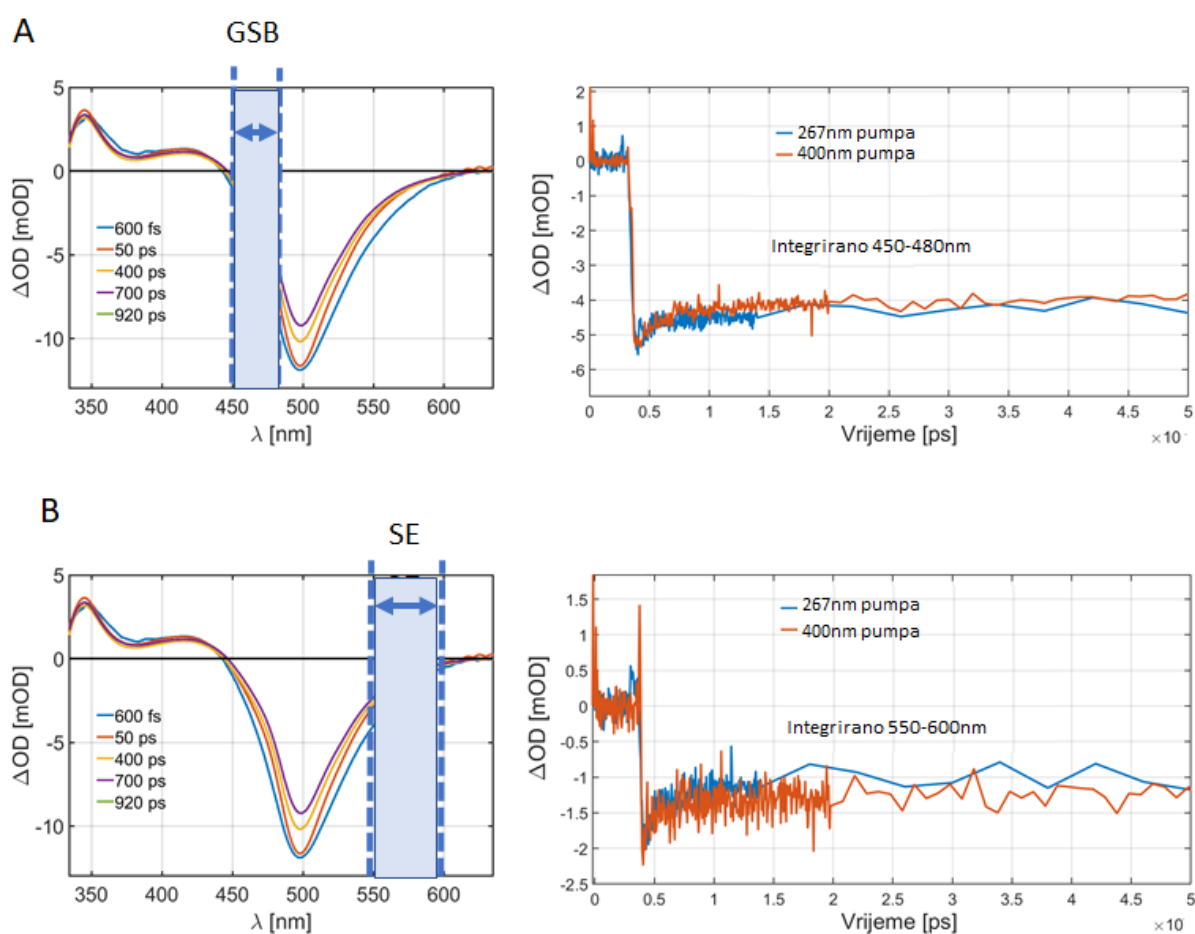 A
GSB
5
0
-5
-10
ΔOD [mOD]
600 fs
50 ps
400 ps
700 ps
920 ps
350 400 450 500 550 600
λ [nm]
2
1
0
-1
-2
-3
-4
-5
-6
ΔOD [mOD]
267nm pumpa
400nm pumpa
Integrirano 450-480nm
0 0.5 1 1.5 2 2.5 3 3.5 4 4.5 5
Vrijeme [ps]
×10
B
SE
5
0
-5
-10
ΔOD [mOD]
600 fs
50 ps
400 ps
700 ps
920 ps
350 400 450 500 550 600
λ [nm]
1.5
1
0.5
0
-0.5
-1
-1.5
-2
-2.5
ΔOD [mOD]
267nm pumpa
400nm pumpa
Integrirano 550-600nm
0 0.5 1 1.5 2 2.5 3 3.5 4 4.5 5
Vrijeme [ps]
×10